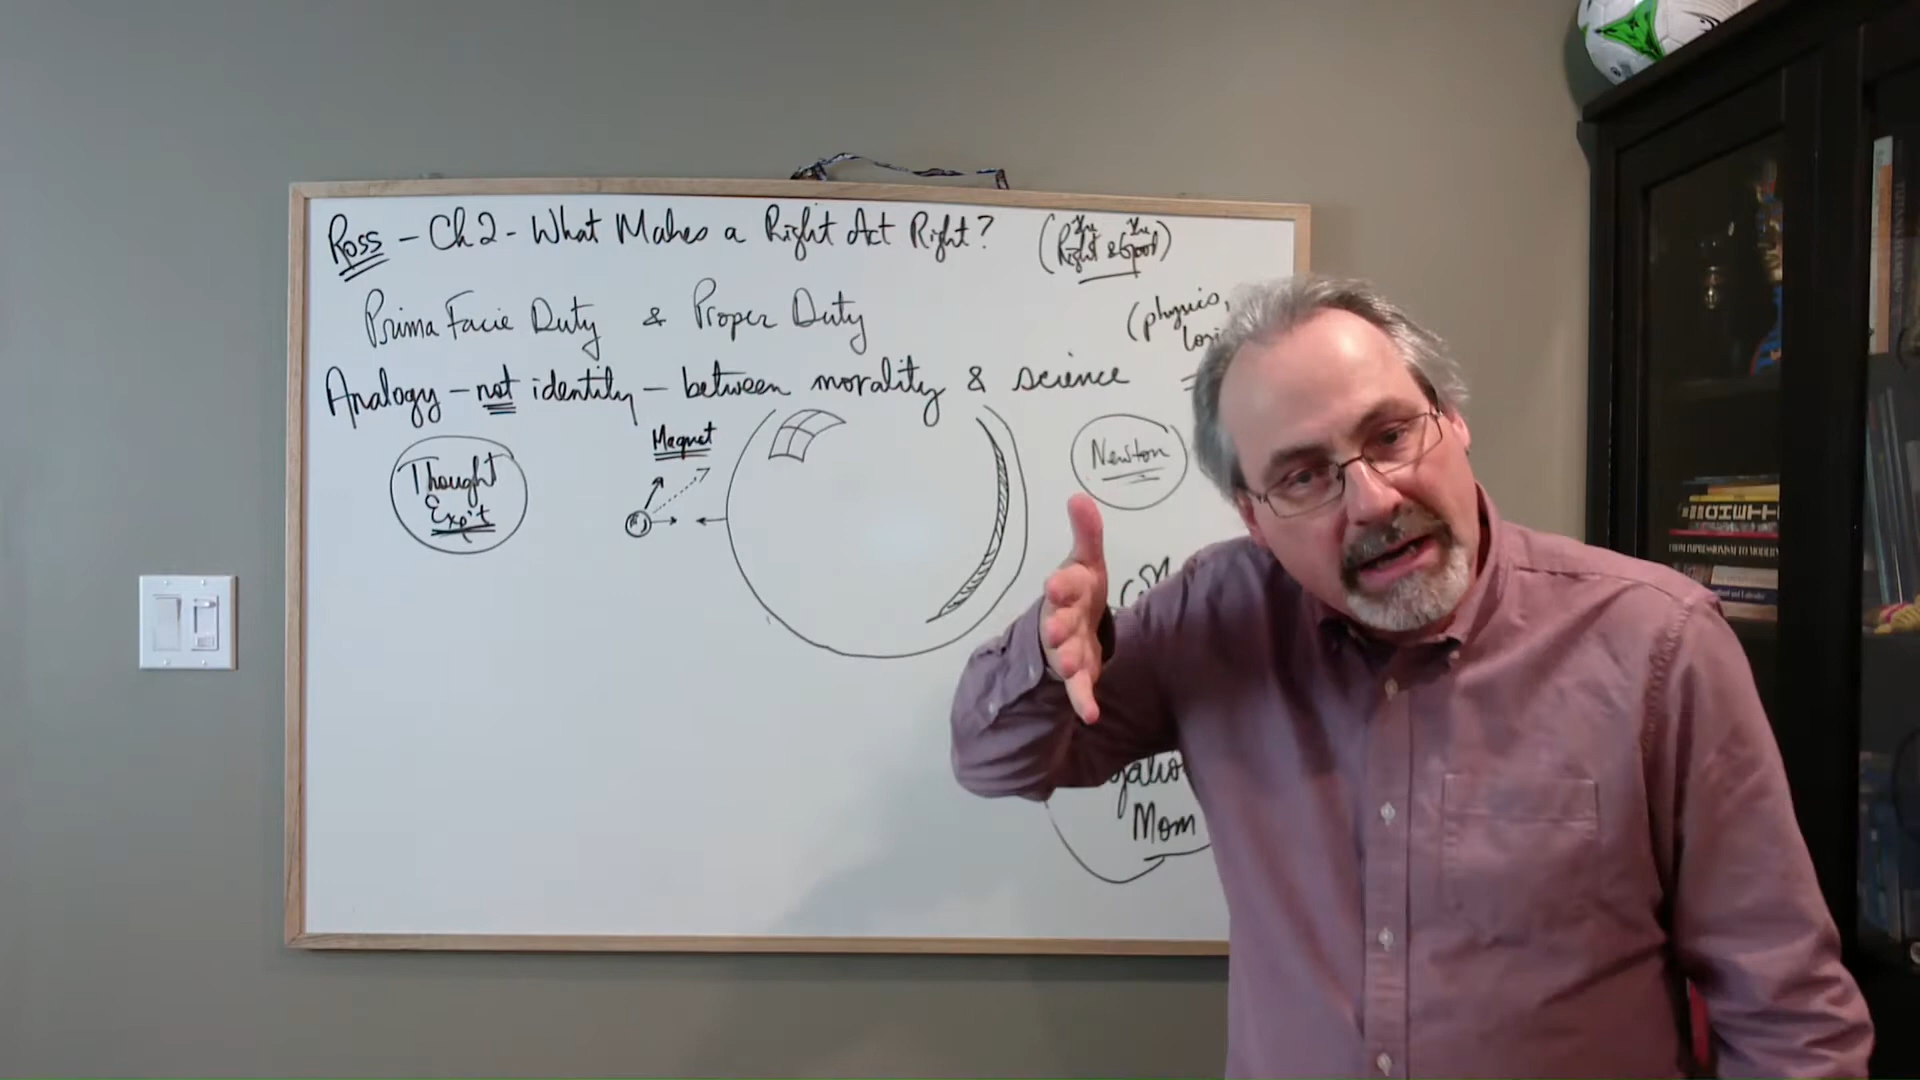 Ross - Ch 2 - What Makes a Right Act Right? (The Right & The Good)
Prima Facie Duty & Proper Duty
(physics,
Analogy - not identity - between morality & science
Thought
Exp't
Magnet
Newton
Mom